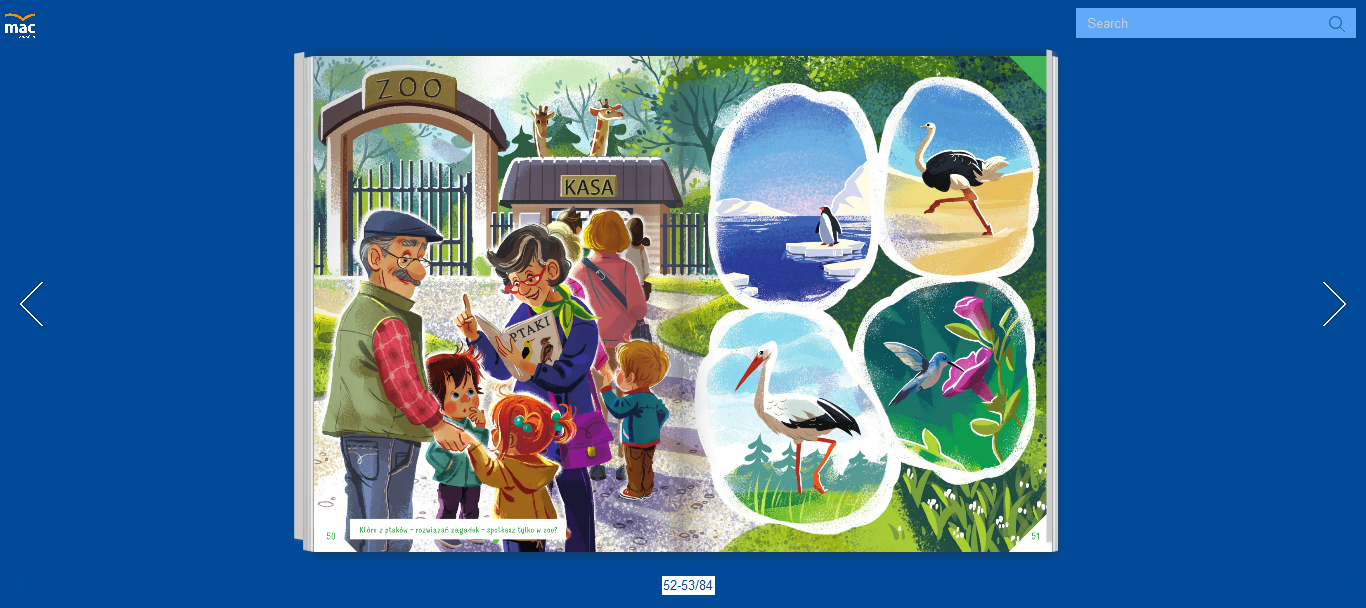 mac
Search
ZOO
KASA
PTAKI
Które z ptaków – rozwiązań zagadek – spotkasz tylko w zoo?
50
51
52-53/84